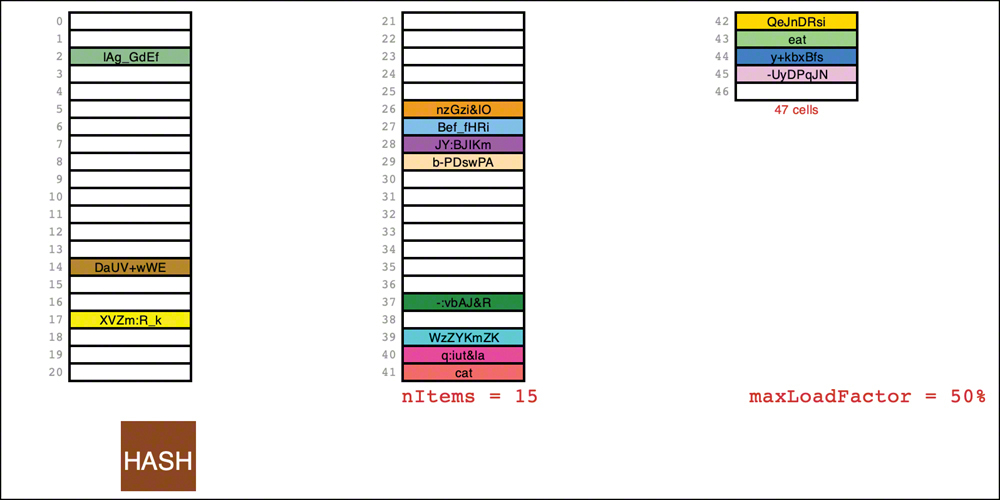 0
1
2 lAg_GdEf
3
4
5
6
7
8
9
10
11
12
13
14 DaUV+wWE
15
16
17 XVZm:R_k
18
19
20
21
22
23
24
25
26 nzGzi&IO
27 Bef_fHRi
28 JY:BJIKm
29 b-PDswPA
30
31
32
33
34
35
36
37 -:vbAJ&R
38
39 WzZYKmZK
40 q:iut&la
41 cat
42 QeJnDRsi
43 eat
44 y+kbxBfs
45 -UyDPqJN
46
47 cells
nItems = 15
maxLoadFactor = 50%
HASH